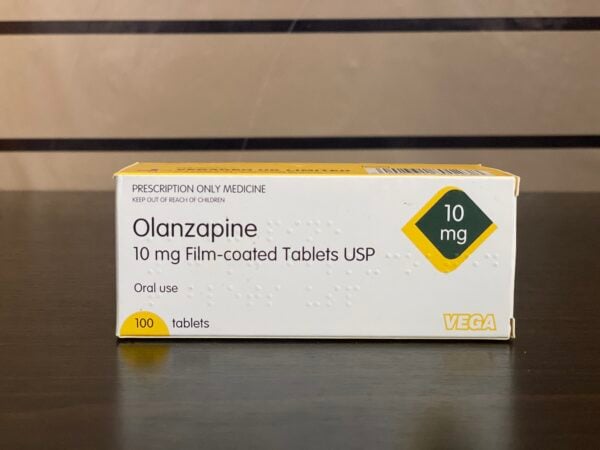 PRESCRIPTION ONLY MEDICINE
KEEP OUT OF REACH OF CHILDREN
Olanzapine
10 mg Film-coated Tablets USP
10
mg
Oral use
100 tablets
VEGA